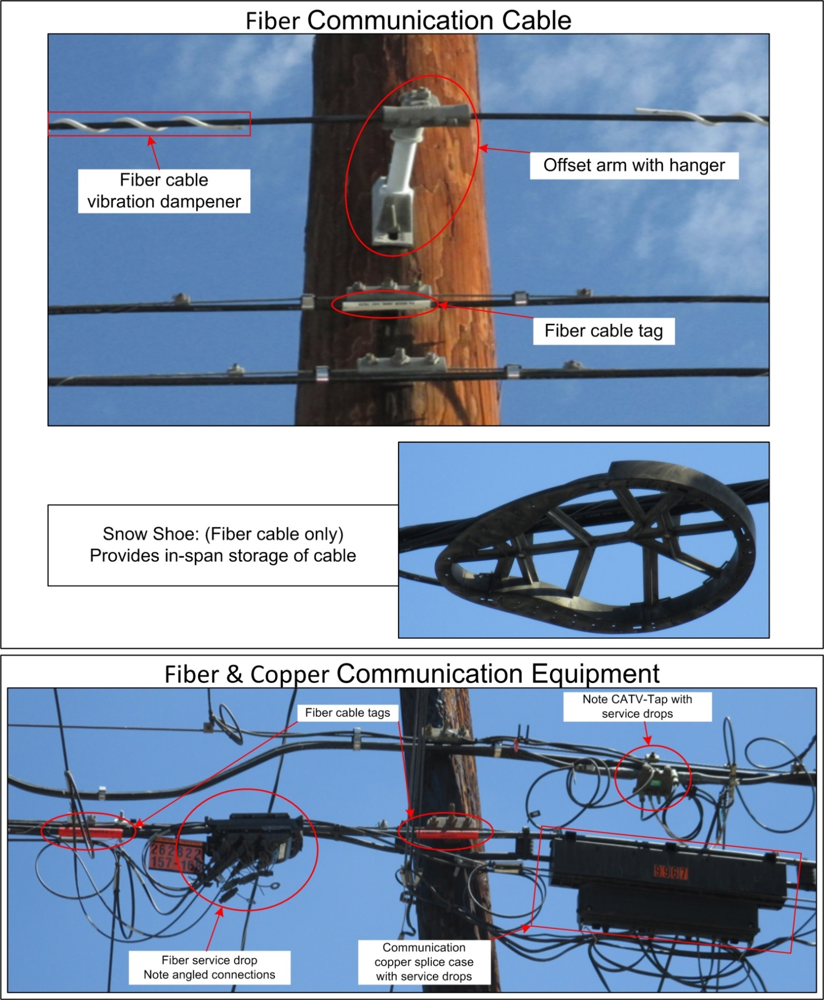 Fiber Communication Cable
Offset arm with hanger
Fiber cable
vibration dampener
Fiber cable tag
Snow Shoe: (Fiber cable only)
Provides in-span storage of cable
Fiber & Copper Communication Equipment
Note CATV-Tap with
service drops
Fiber cable tags
262822
157-168
9967
Communication
copper splice case
with service drops
Fiber service drop
Note angled connections